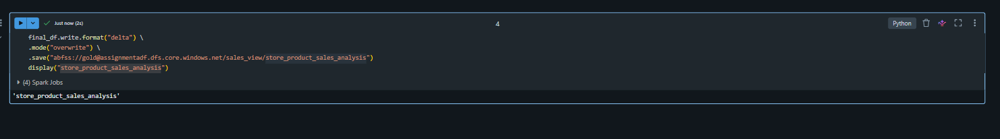 Just now (2s)
4
Python
final_df.write.format("delta") \
.mode("overwrite") \
.save("abfss://gold@assignmentadf.dfs.core.windows.net/sales_view/store_product_sales_analysis")
display("store_product_sales_analysis")
(4) Spark Jobs
'store_product_sales_analysis'